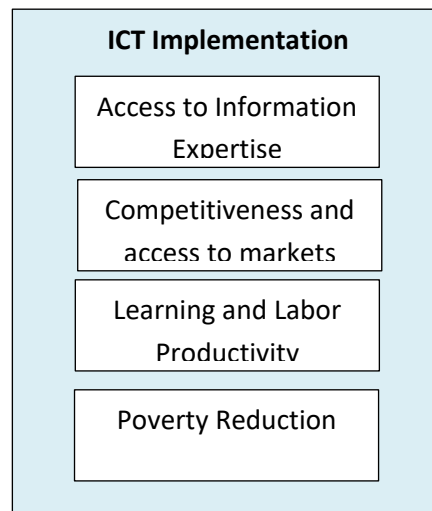 ICT Implementation
Access to Information
Expertise
Competitiveness and
access to markets
Learning and Labor
Productivity
Poverty Reduction